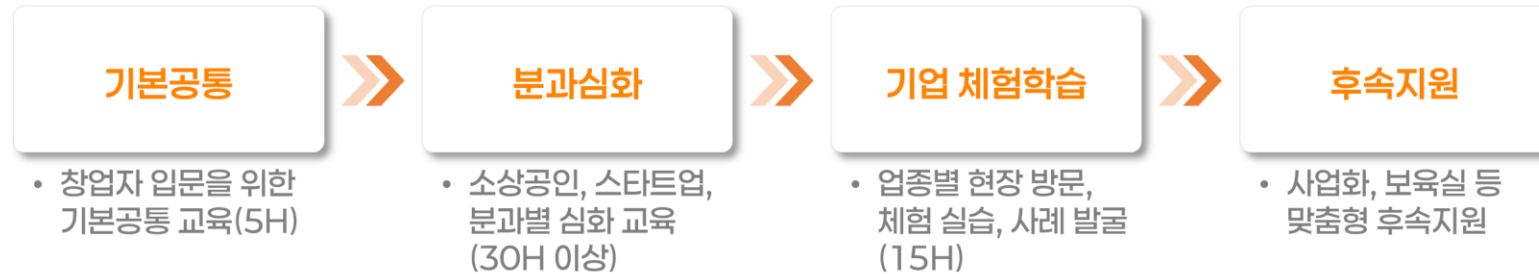 기본공통
• 창업자 입문을 위한
기본공통 교육(5H)
분과심화
• 소상공인, 스타트업,
분과별 심화 교육
(30H 이상)
기업 체험학습
• 업종별 현장 방문,
체험 실습, 사례 발굴
(15H)
후속지원
• 사업화, 보육실 등
맞춤형 후속지원